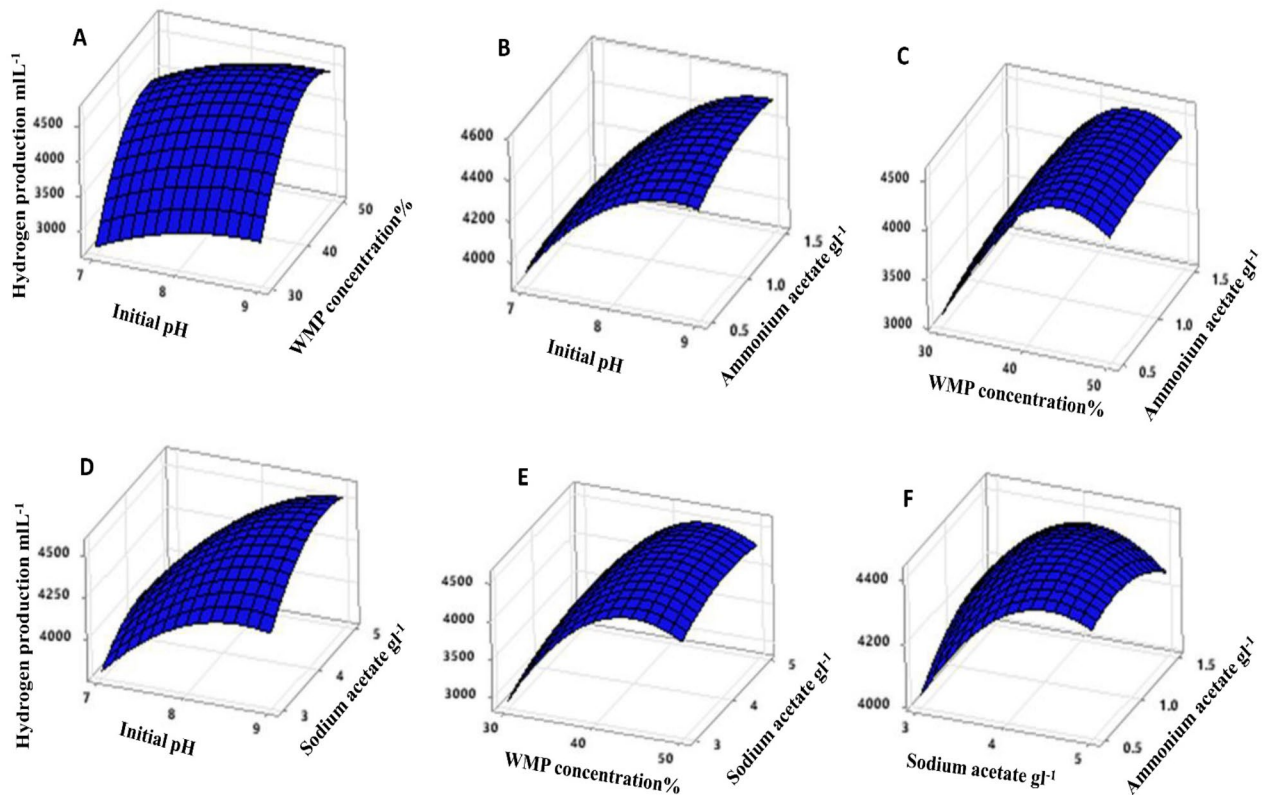 A
Hydrogen production mlL-1
4500
4000
3500
3000
7
8
9
Initial pH
30
40
50
WMP concentration%
B
4600
4400
4200
4000
7
8
9
Initial pH
0.5
1.0
1.5
Ammonium acetate gl-1
C
4500
4000
3500
3000
30
40
50
WMP concentration%
0.5
1.0
1.5
Ammonium acetate gl-1
D
Hydrogen production mlL-1
4500
4250
4000
7
8
9
Initial pH
3
4
5
Sodium acetate gl-1
E
4500
4000
3500
3000
30
40
50
WMP concentration%
3
4
5
Sodium acetate gl-1
F
4400
4200
4000
3
4
5
Sodium acetate gl-1
0.5
1.0
1.5
Ammonium acetate gl-1